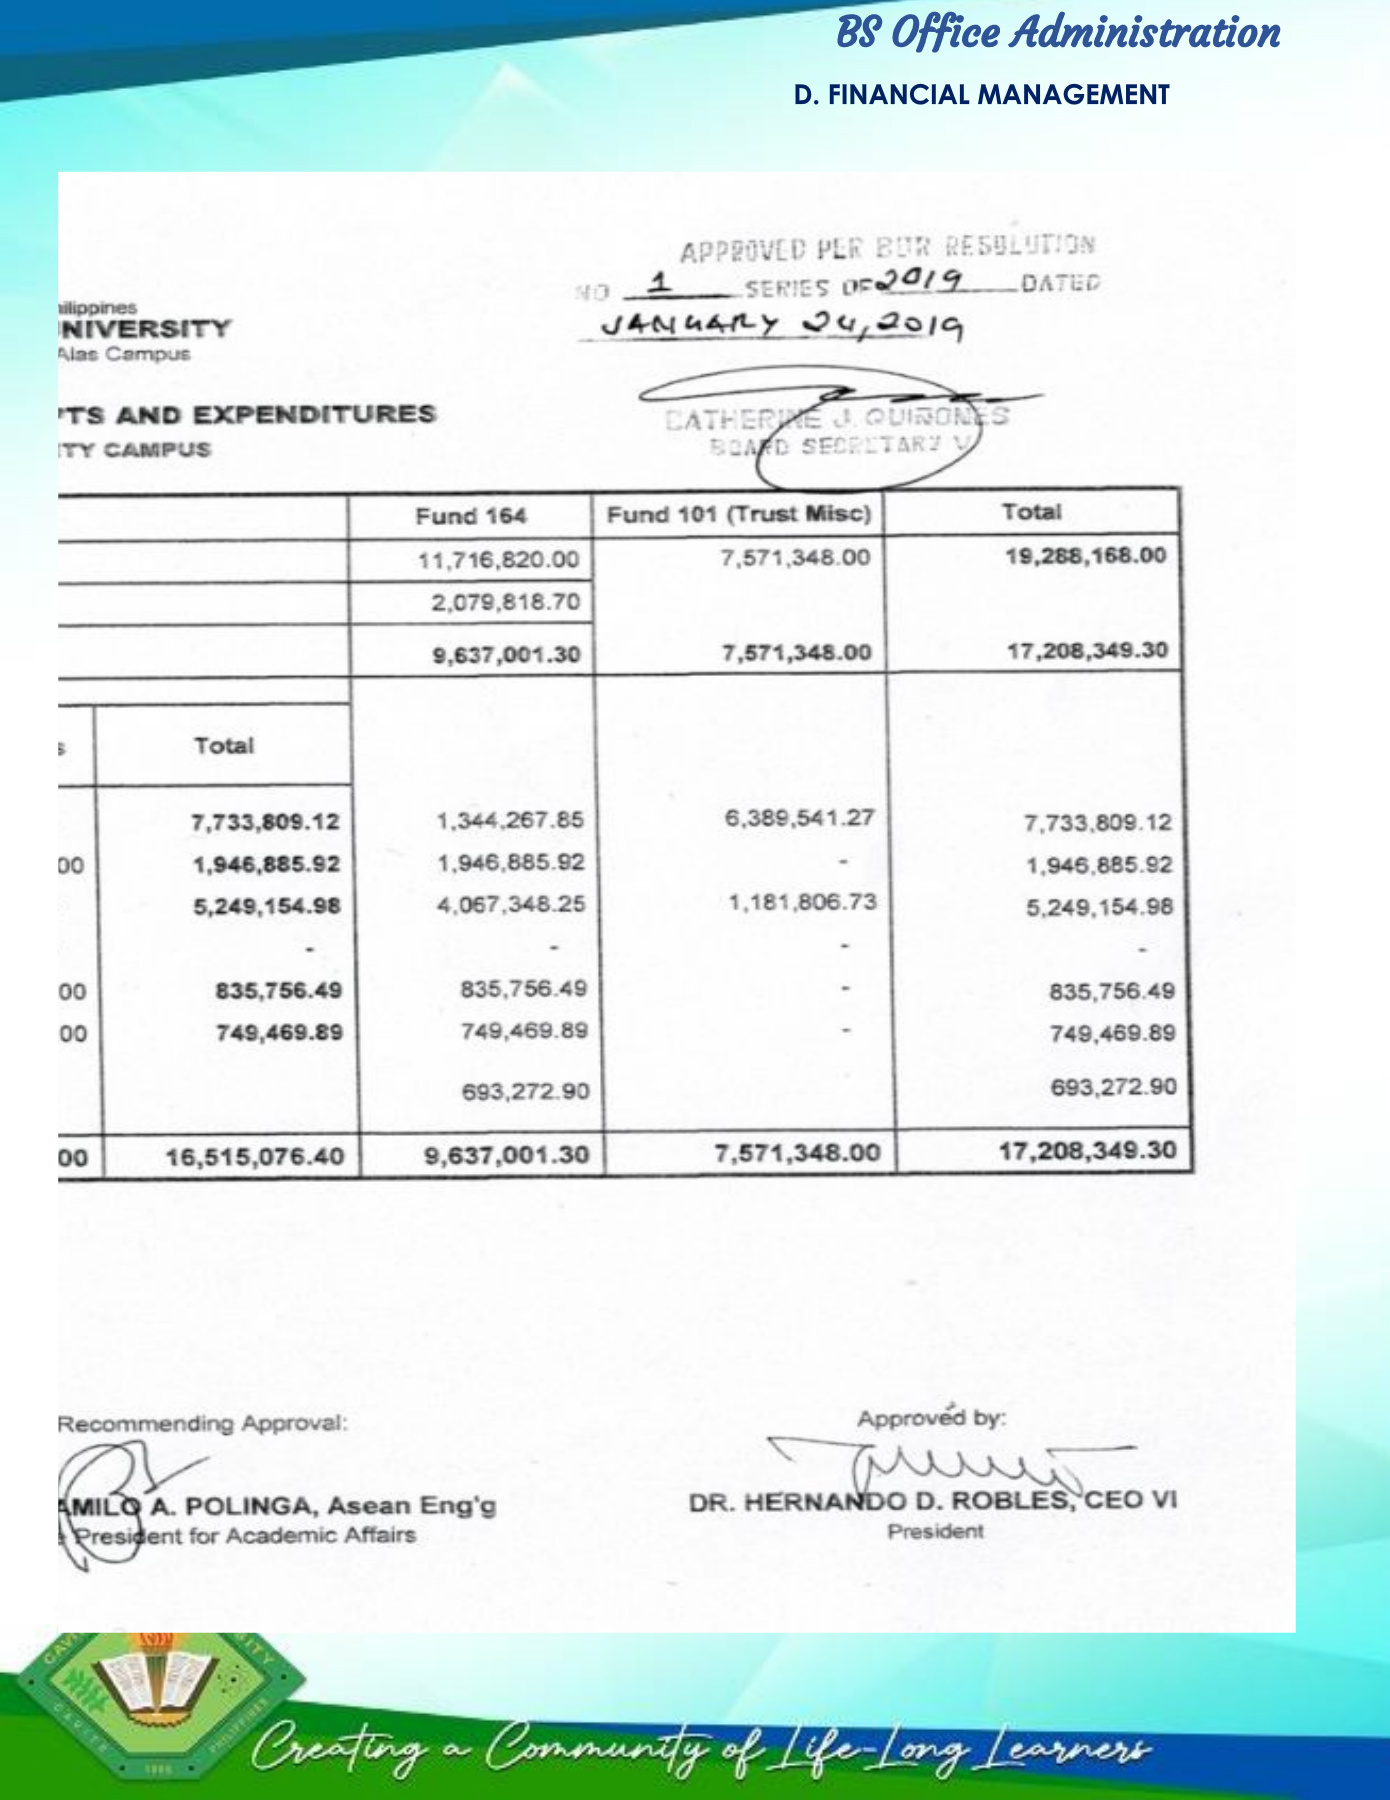 BS Office Administration
D. FINANCIAL MANAGEMENT
APPROVED PER BOR RESOLUTION
NO 1 SERIES OF 2019 DATED
JANUARY 24, 2019
ilippines
NIVERSITY
Alas Campus
CATHERINE J. QUIÑONES
BOARD SECRETARY V
TS AND EXPENDITURES
ITY CAMPUS
Fund 164 Fund 101 (Trust Misc) Total
11,716,820.00 7,571,348.00 19,288,168.00
2,079,818.70
9,637,001.30 7,571,348.00 17,208,349.30
s Total
7,733,809.12 1,344,267.85 6,389,541.27 7,733,809.12
00 1,946,885.92 1,946,885.92 - 1,946,885.92
5,249,154.98 4,067,348.25 1,181,806.73 5,249,154.98
- - - -
00 835,756.49 835,756.49 - 835,756.49
00 749,469.89 749,469.89 - 749,469.89
693,272.90 693,272.90
00 16,515,076.40 9,637,001.30 7,571,348.00 17,208,349.30
Recommending Approval: Approved by:
AMILO A. POLINGA, Asean Eng'g DR. HERNANDO D. ROBLES, CEO VI
President for Academic Affairs President
CAVI SITY
CAVITE PHILIPPINES
1906
Creating a Community of Life-Long Learners